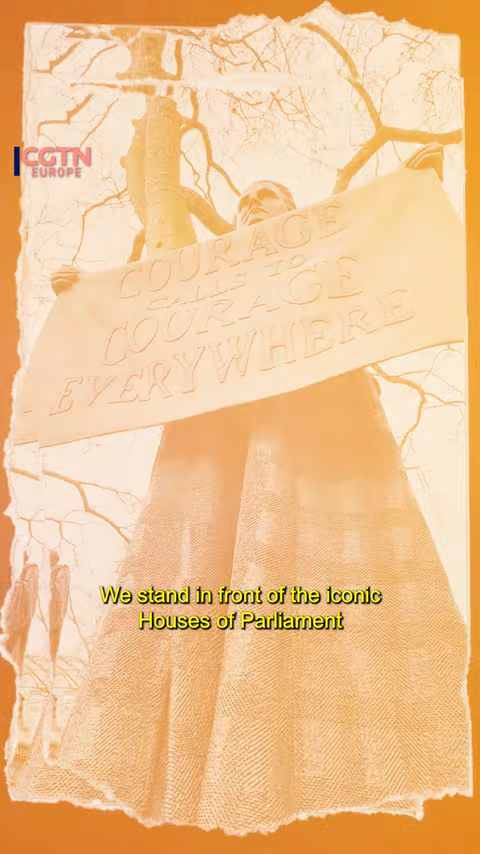 CGTN
EUROPE
COURAGE
CALLS TO
COURAGE
EVERYWHERE
We stand in front of the iconic
Houses of Parliament